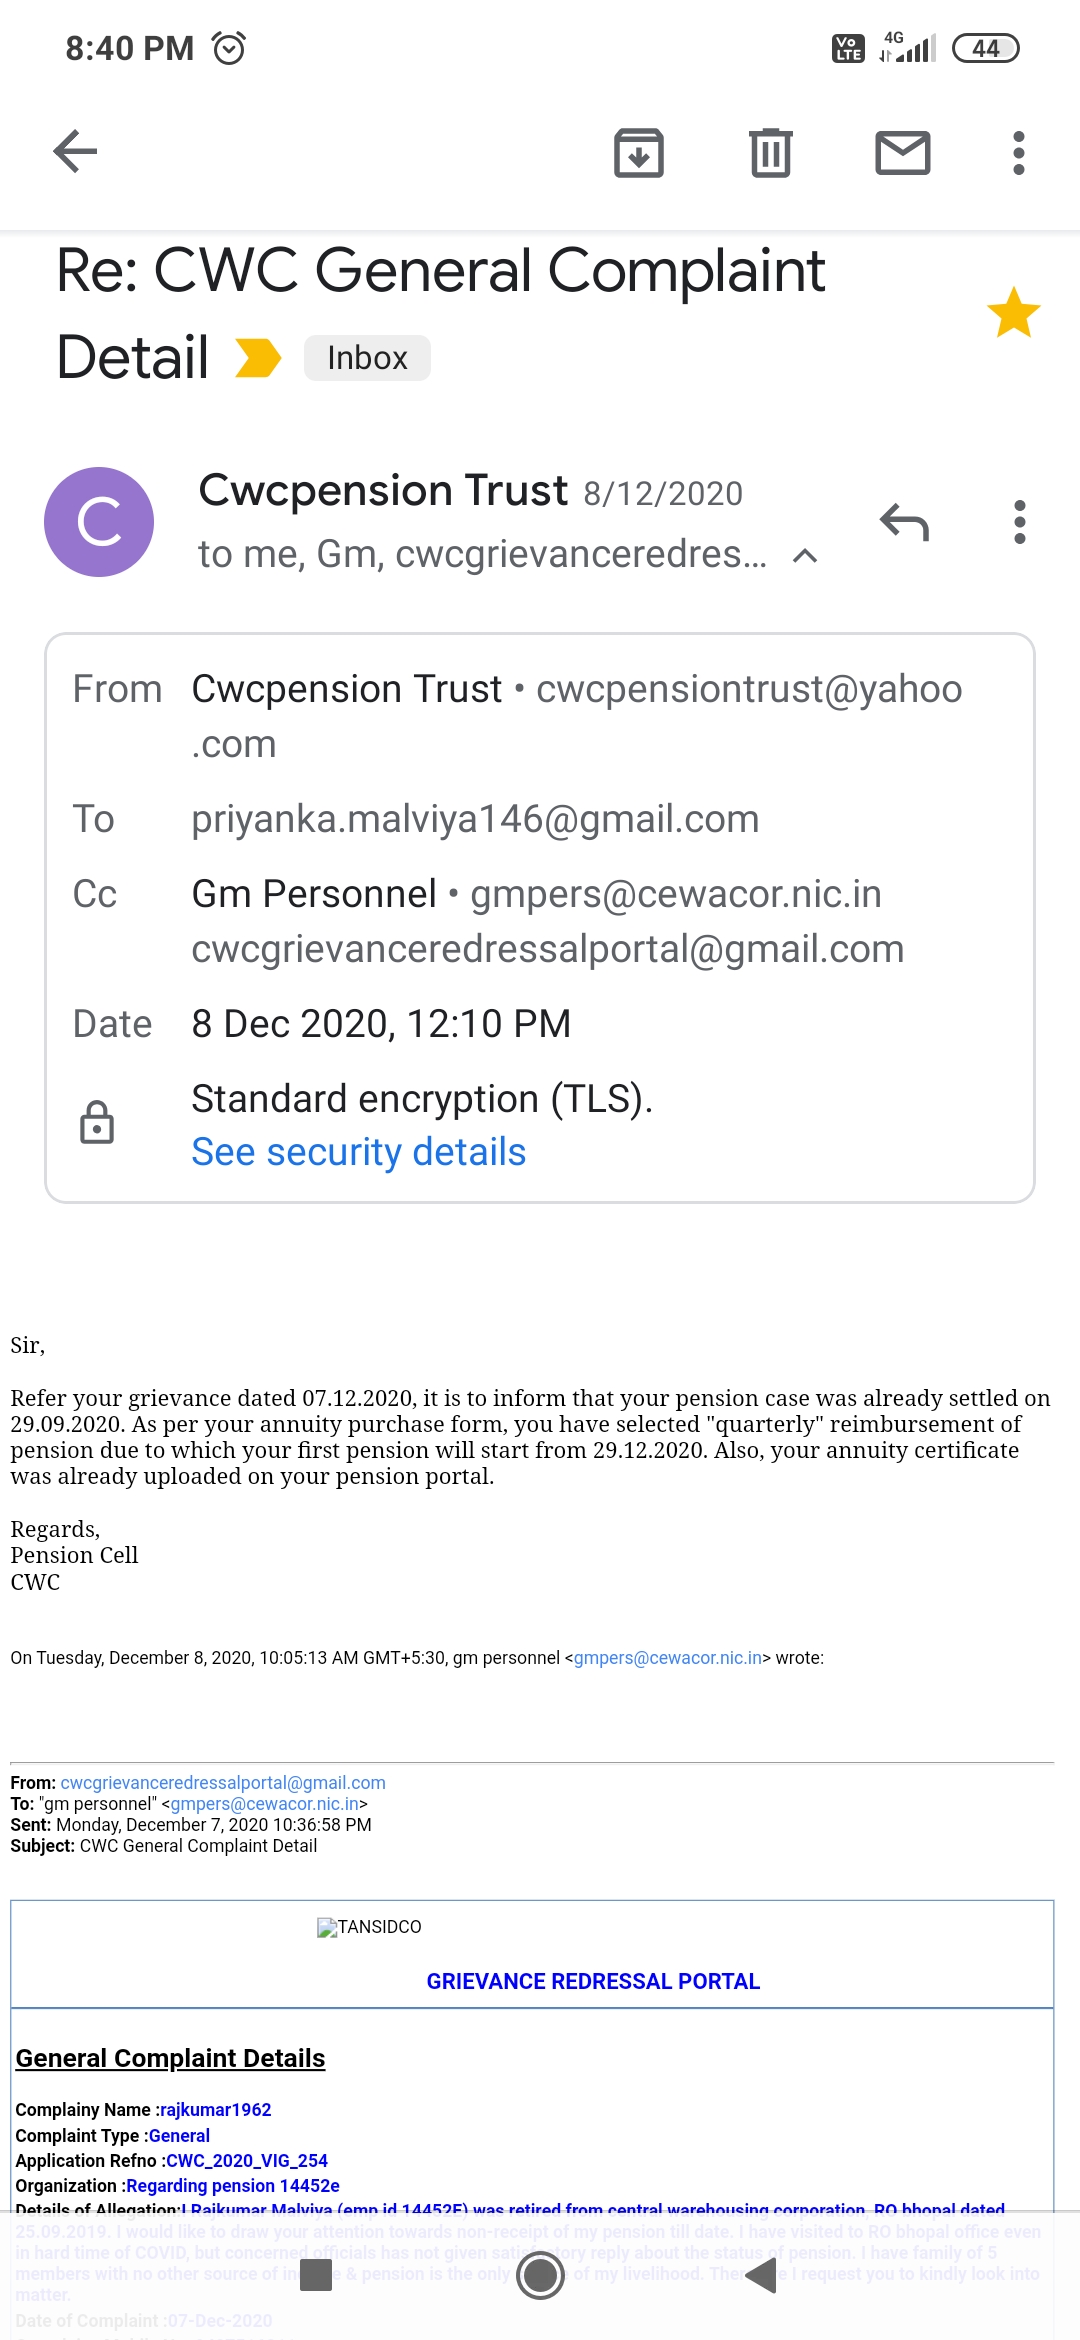 8:40 PM
Vo LTE 4G 44
Re: CWC General Complaint
Detail Inbox
C
Cwcpension Trust 8/12/2020
to me, Gm, cwcgrievanceredres...
From Cwcpension Trust • cwcpensiontrust@yahoo
.com
To priyanka.malviya146@gmail.com
Cc Gm Personnel • gmpers@cewacor.nic.in
cwcgrievanceredressalportal@gmail.com
Date 8 Dec 2020, 12:10 PM
Standard encryption (TLS).
See security details
Sir,
Refer your grievance dated 07.12.2020, it is to inform that your pension case was already settled on
29.09.2020. As per your annuity purchase form, you have selected "quarterly" reimbursement of
pension due to which your first pension will start from 29.12.2020. Also, your annuity certificate
was already uploaded on your pension portal.
Regards,
Pension Cell
CWC
On Tuesday, December 8, 2020, 10:05:13 AM GMT+5:30, gm personnel <gmpers@cewacor.nic.in> wrote:
From: cwcgrievanceredressalportal@gmail.com
To: "gm personnel" <gmpers@cewacor.nic.in>
Sent: Monday, December 7, 2020 10:36:58 PM
Subject: CWC General Complaint Detail
TANSIDCO
GRIEVANCE REDRESSAL PORTAL
General Complaint Details
Complainy Name :rajkumar1962
Complaint Type :General
Application Refno :CWC_2020_VIG_254
Organization :Regarding pension 14452e
Details of Allegation:I Rajkumar Malviya (emp id 14452E) was retired from central warehousing corporation, RO bhopal dated
25.09.2019. I would like to draw your attention towards non-receipt of my pension till date. I have visited to RO bhopal office even
in hard time of COVID, but concerned officials has not given satisfactory reply about the status of pension. I have family of 5
members with no other source of & pension is the only of my livelihood. I request you to kindly look into
matter.
Date of Complaint :07-Dec-2020